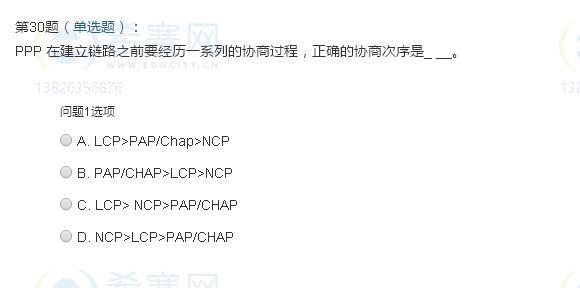 第30题（单选题）：
PPP 在建立链路之前要经历一系列的协商过程，正确的协商次序是_ __。
希赛网
WWW.EDUCITY.CN
13826356876
138
问题1选项
A. LCP>PAP/Chap>NCP
B. PAP/CHAP>LCP>NCP
C. LCP> NCP>PAP/CHAP
D. NCP>LCP>PAP/CHAP
希赛网